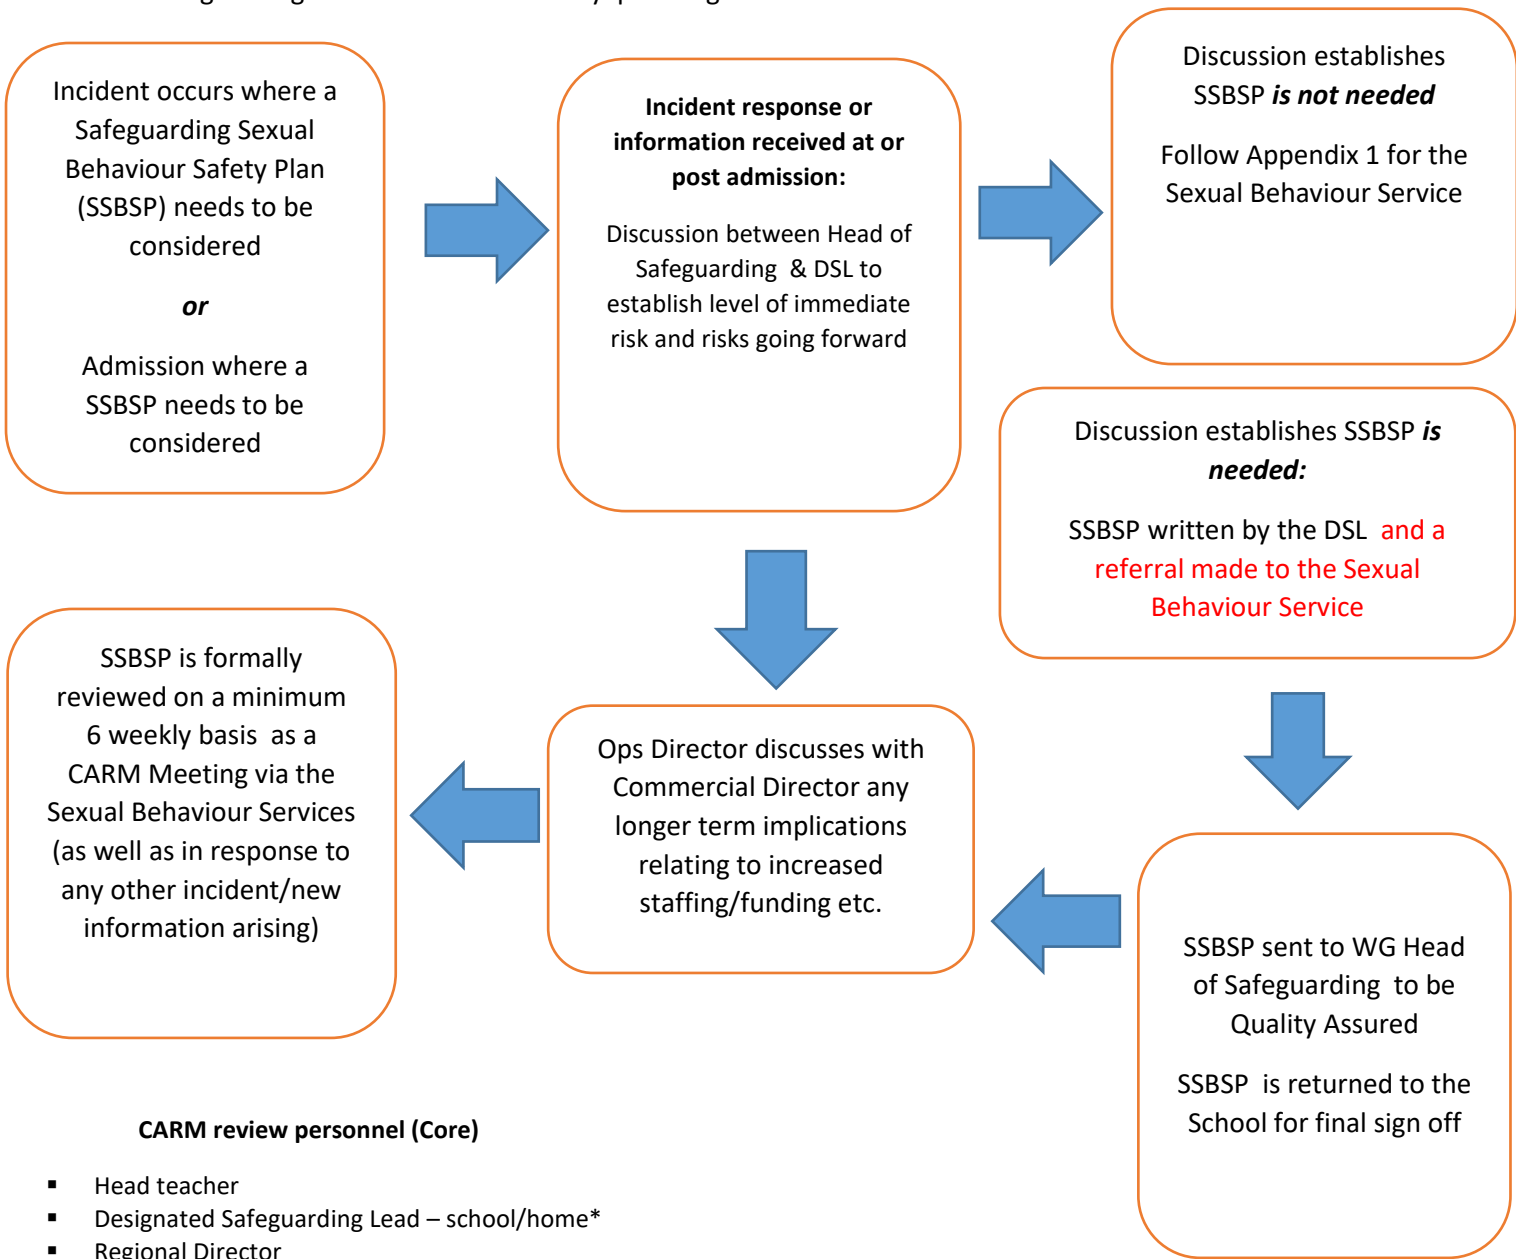 Incident occurs where a
Safeguarding Sexual
Behaviour Safety Plan
(SSBSP) needs to be
considered
or
Admission where a
SSBSP needs to be
considered
Incident response or
information received at or
post admission:
Discussion between Head of
Safeguarding & DSL to
establish level of immediate
risk and risks going forward
Discussion establishes
SSBSP is not needed
Follow Appendix 1 for the
Sexual Behaviour Service
Discussion establishes SSBSP is
needed:
SSBSP written by the DSL and a
referral made to the Sexual
Behaviour Service
SSBSP sent to WG Head
of Safeguarding to be
Quality Assured
SSBSP is returned to the
School for final sign off
Ops Director discusses with
Commercial Director any
longer term implications
relating to increased
staffing/funding etc.
SSBSP is formally
reviewed on a minimum
6 weekly basis as a
CARM Meeting via the
Sexual Behaviour Services
(as well as in response to
any other incident/new
information arising)
CARM review personnel (Core)
▪ Head teacher
▪ Designated Safeguarding Lead – school/home*
▪ Regional Director